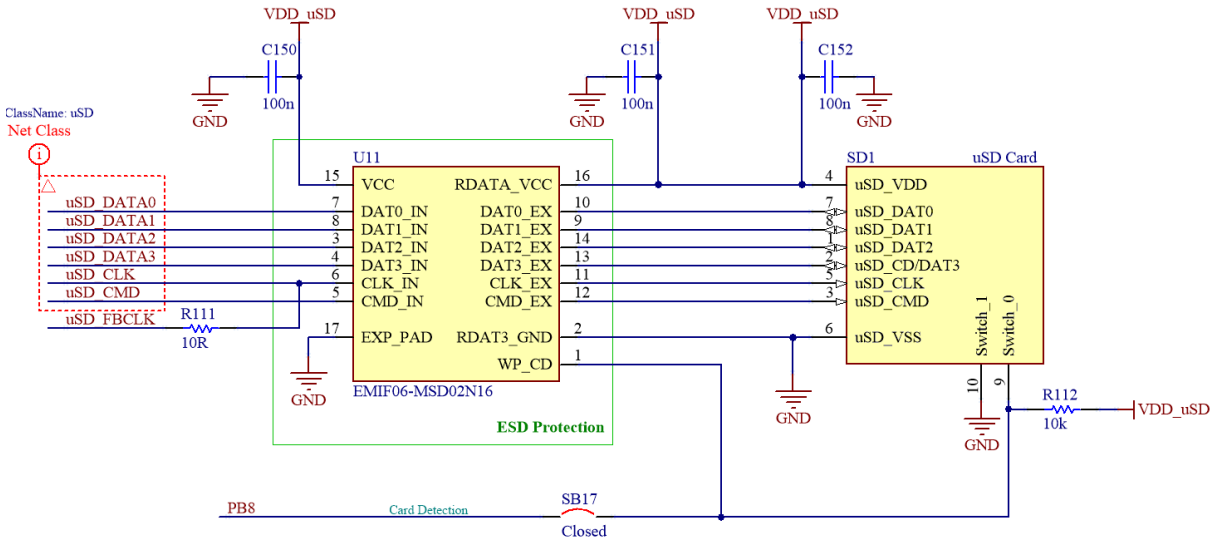 VDD_uSD VDD_uSD VDD_uSD
C150 C151 C152
100n 100n 100n
GND GND GND
ClassName: uSD
Net Class
i
U11 SD1 uSD Card
15 VCC RDATA_VCC 16 4 uSD_VDD
uSD_DATA0 7 DAT0_IN DAT0_EX 10 7 uSD_DAT0
uSD_DATA1 8 DAT1_IN DAT1_EX 9 8 uSD_DAT1
uSD_DATA2 3 DAT2_IN DAT2_EX 14 1 uSD_DAT2
uSD_DATA3 4 DAT3_IN DAT3_EX 13 2 uSD_CD/DAT3
uSD_CLK 6 CLK_IN CLK_EX 11 5 uSD_CLK
uSD_CMD 5 CMD_IN CMD_EX 12 3 uSD_CMD
uSD_FBCLK R111
10R
17 EXP_PAD RDAT3_GND 2 6 uSD_VSS
Switch_1
Switch_0
WP_CD 1
10
9
GND
EMIF06-MSD02N16
GND
R112
10k
VDD_uSD
ESD Protection
GND
PB8 Card Detection SB17
Closed